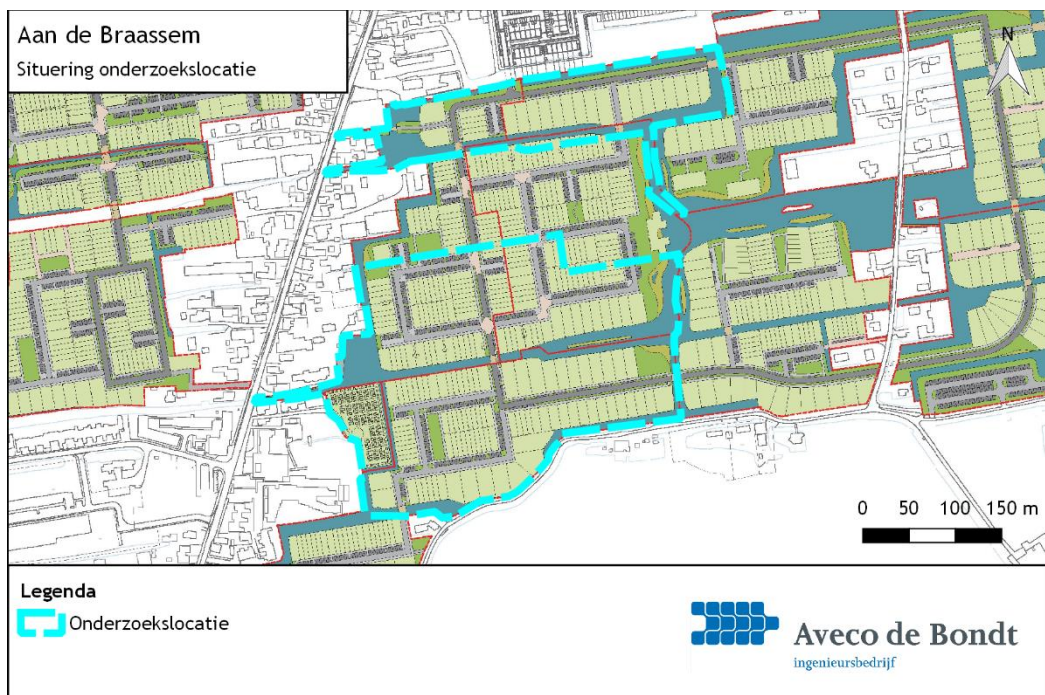 Aan de Braassem
Situering onderzoekslocatie
N
0 50 100 150 m
Legenda
Onderzoekslocatie
Aveco de Bondt
ingenieursbedrijf